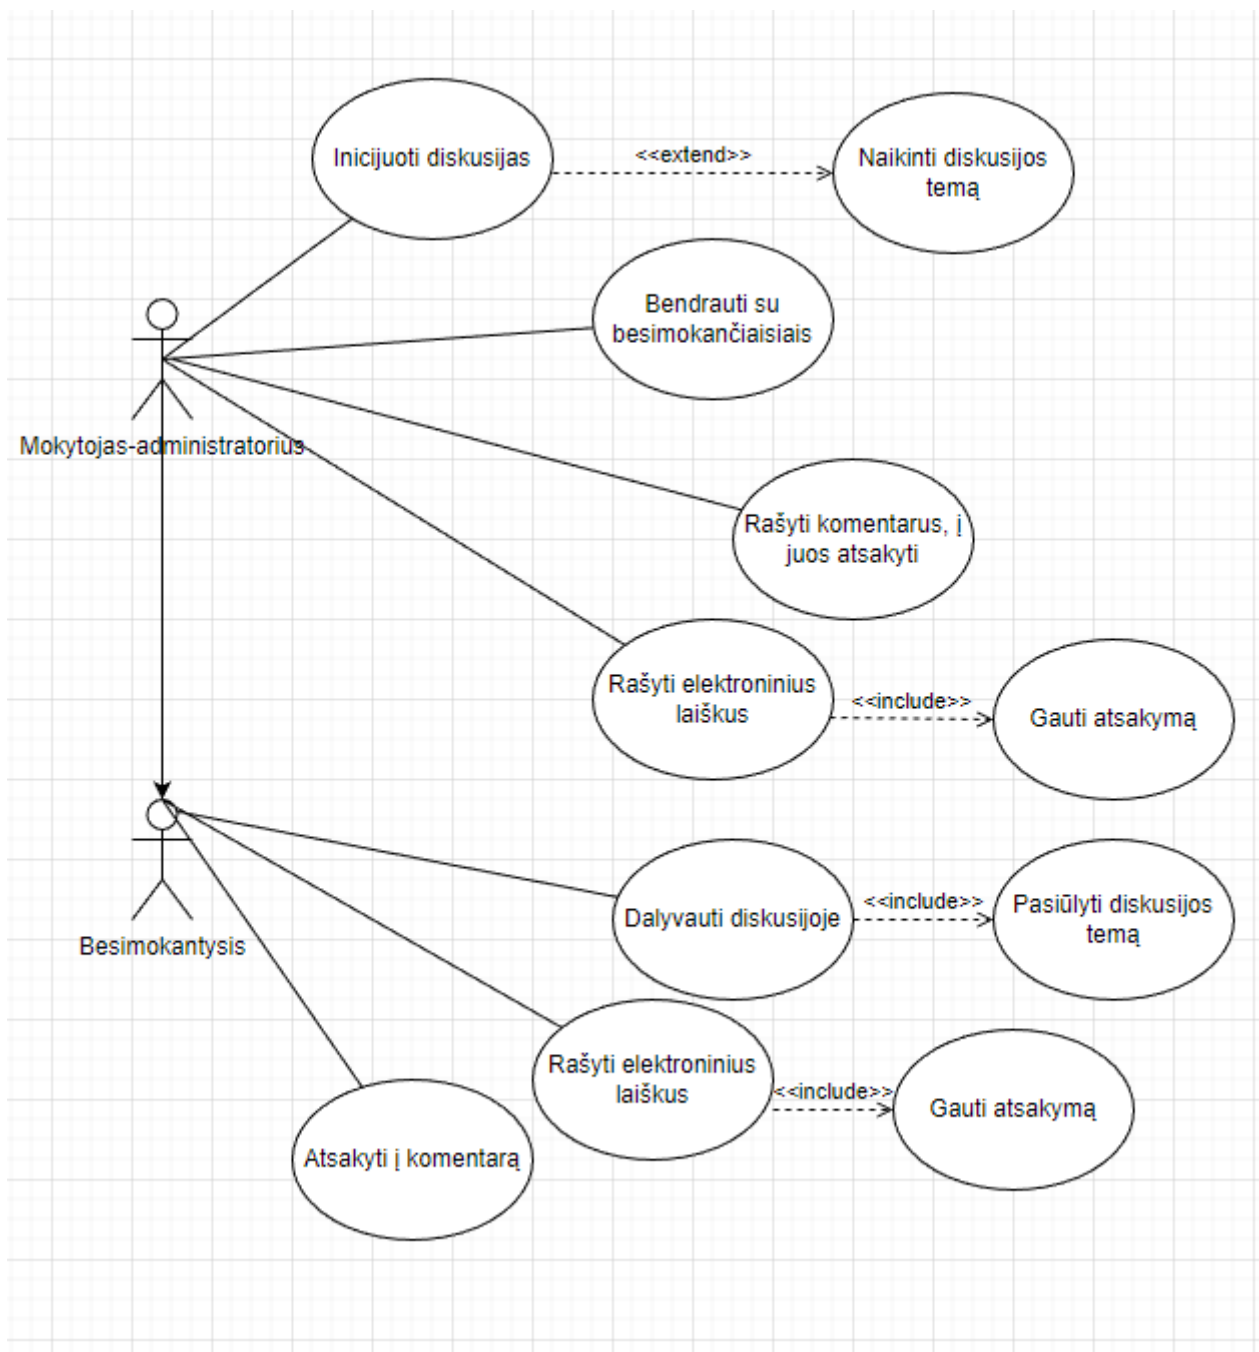 Inicijuoti diskusijas
<<extend>>
Naikinti diskusijos
temą
Bendrauti su
besimokančiaisiais
Mokytojas-administratorius
Rašyti komentarus, į
juos atsakyti
Rašyti elektroninius
laiškus
<<include>>
Gauti atsakymą
Besimokantysis
Dalyvauti diskusijoje
<<include>>
Pasiūlyti diskusijos
temą
Rašyti elektroninius
laiškus
<<include>>
Gauti atsakymą
Atsakyti į komentarą